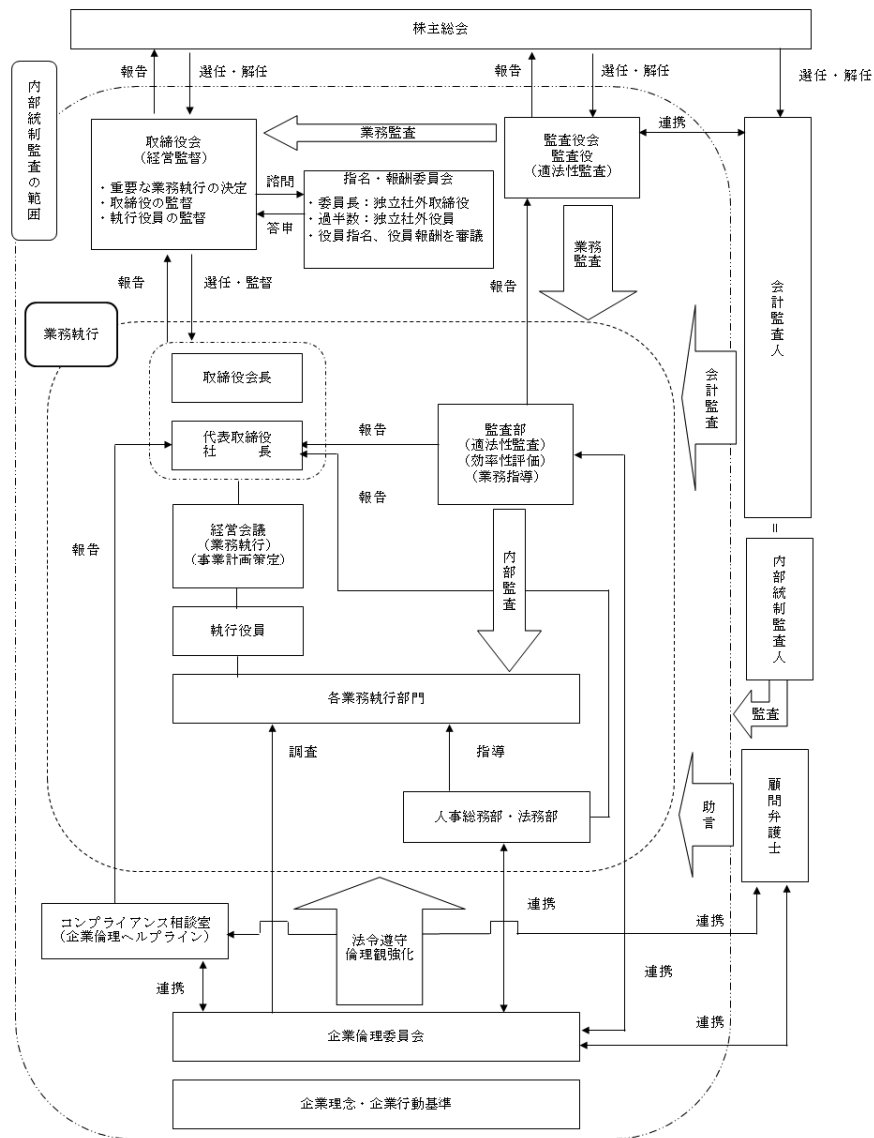 株主総会
報告
選任・解任
報告
選任・解任
選任・解任
内部統制監査の範囲
取締役会
(経営監督)
・重要な業務執行の決定
・取締役の監督
・執行役員の監督
業務監査
監査役会
監査役
(適法性監査)
連携
諮問
答申
指名・報酬委員会
・委員長：独立社外取締役
・過半数：独立社外役員
・役員指名、役員報酬を審議
業務監査
会計監査人
報告
選任・監督
報告
業務執行
取締役会長
代表取締役
社　　長
報告
報告
監査部
(適法性監査)
(効率性評価)
(業務指導)
会計監査
経営会議
(業務執行)
(事業計画策定)
報告
内部監査
=
内部統制監査人
執行役員
各業務執行部門
監査
調査
指導
人事総務部・法務部
助言
顧問弁護士
コンプライアンス相談室
(企業倫理ヘルプライン)
法令遵守
倫理観強化
連携
連携
連携
連携
連携
企業倫理委員会
企業理念・企業行動基準